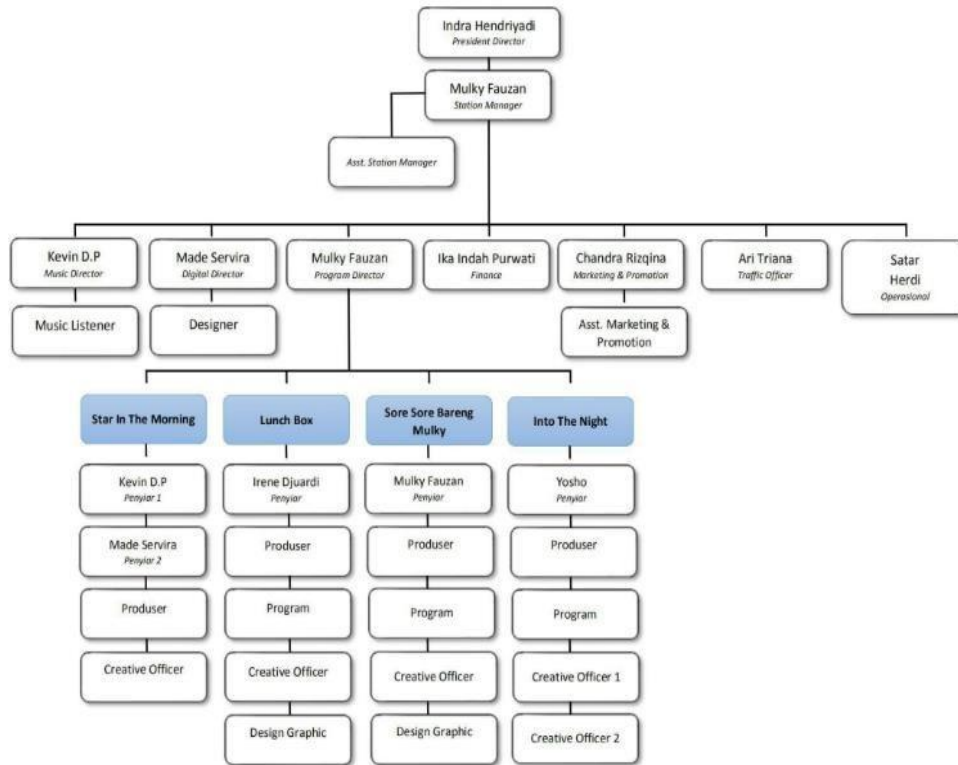 Indra Hendriyadi
President Director
Mulky Fauzan
Station Manager
Asst. Station Manager
Kevin D.P
Music Director
Made Servira
Digital Director
Mulky Fauzan
Program Director
Ika Indah Purwati
Finance
Chandra Rizqina
Marketing & Promotion
Ari Triana
Traffic Officer
Satar
Herdi
Operasional
Music Listener
Designer
Asst. Marketing &
Promotion
Star In The Morning
Kevin D.P
Penyiar 1
Made Servira
Penyiar 2
Produser
Creative Officer
Lunch Box
Irene Djuardi
Penyiar
Produser
Program
Creative Officer
Design Graphic
Sore Sore Bareng
Mulky
Mulky Fauzan
Penyiar
Produser
Program
Creative Officer
Design Graphic
Into The Night
Yosho
Penyiar
Produser
Program
Creative Officer 1
Creative Officer 2